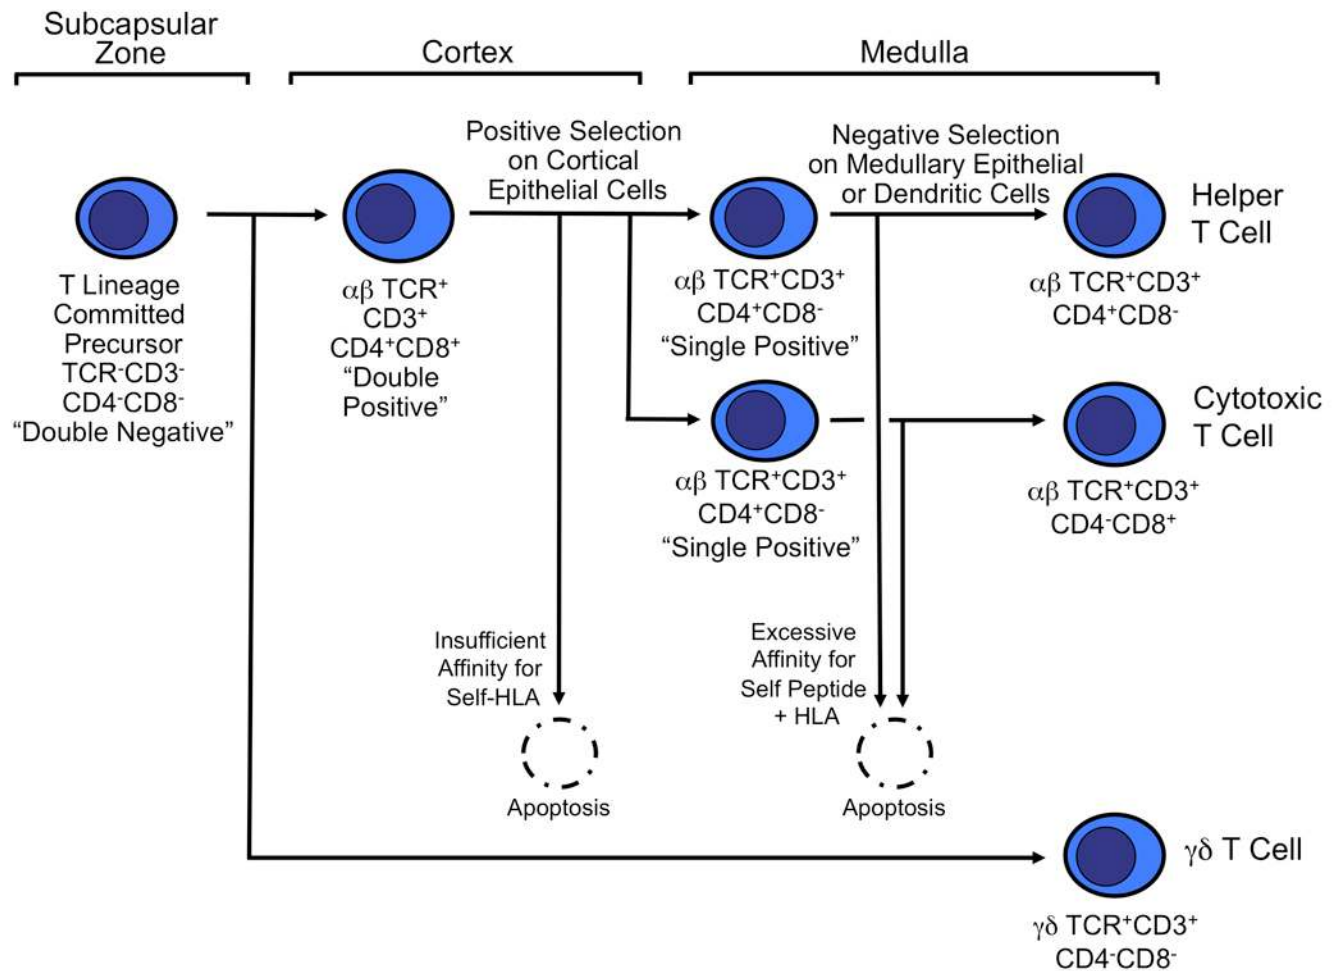 Subcapsular
Zone
Cortex
Medulla
Positive Selection
on Cortical
Epithelial Cells
Negative Selection
on Medullary Epithelial
or Dendritic Cells
Helper
T Cell
T Lineage
Committed
Precursor
TCR⁻CD3⁻
CD4⁻CD8⁻
“Double Negative”
αβ TCR⁺
CD3⁺
CD4⁺CD8⁺
“Double
Positive”
αβ TCR⁺CD3⁺
CD4⁺CD8⁻
“Single Positive”
αβ TCR⁺CD3⁺
CD4⁺CD8⁻
Cytotoxic
T Cell
αβ TCR⁺CD3⁺
CD4⁺CD8⁻
“Single Positive”
αβ TCR⁺CD3⁺
CD4⁻CD8⁺
Insufficient
Affinity for
Self-HLA
Excessive
Affinity for
Self Peptide
+ HLA
Apoptosis
Apoptosis
γδ T Cell
γδ TCR⁺CD3⁺
CD4⁻CD8⁻